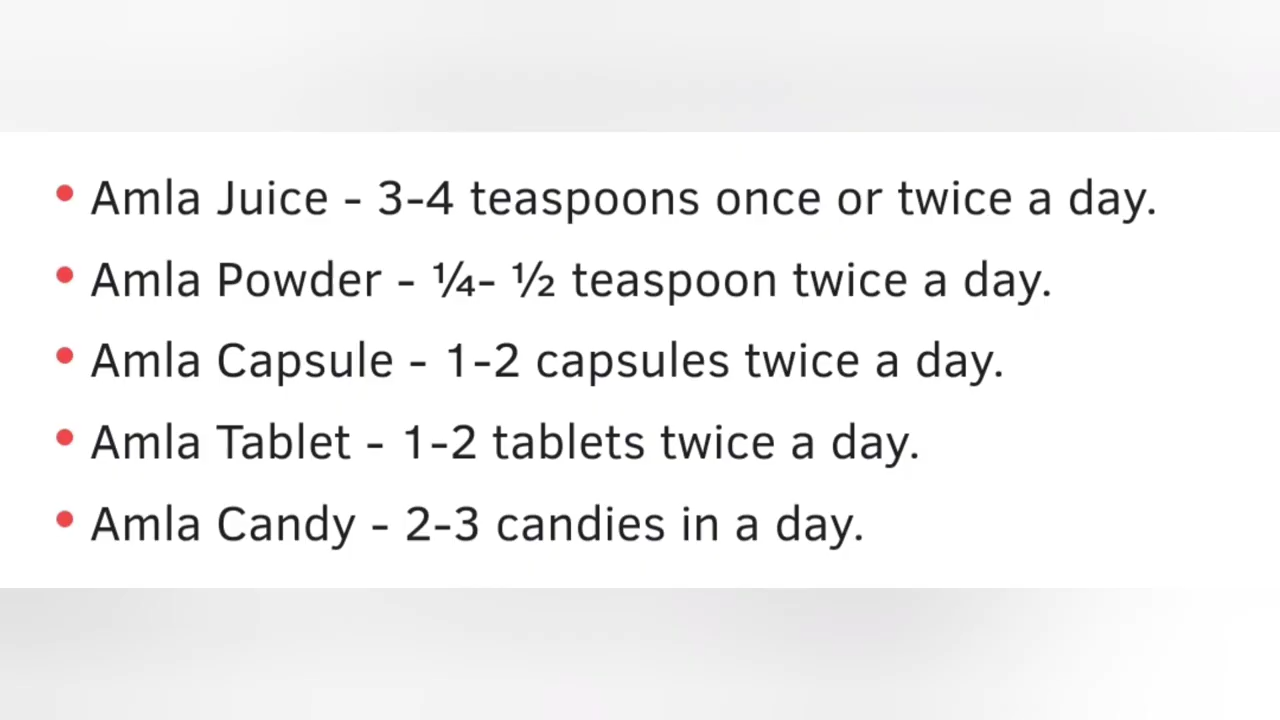 • Amla Juice - 3-4 teaspoons once or twice a day.
• Amla Powder - ¼- ½ teaspoon twice a day.
• Amla Capsule - 1-2 capsules twice a day.
• Amla Tablet - 1-2 tablets twice a day.
• Amla Candy - 2-3 candies in a day.